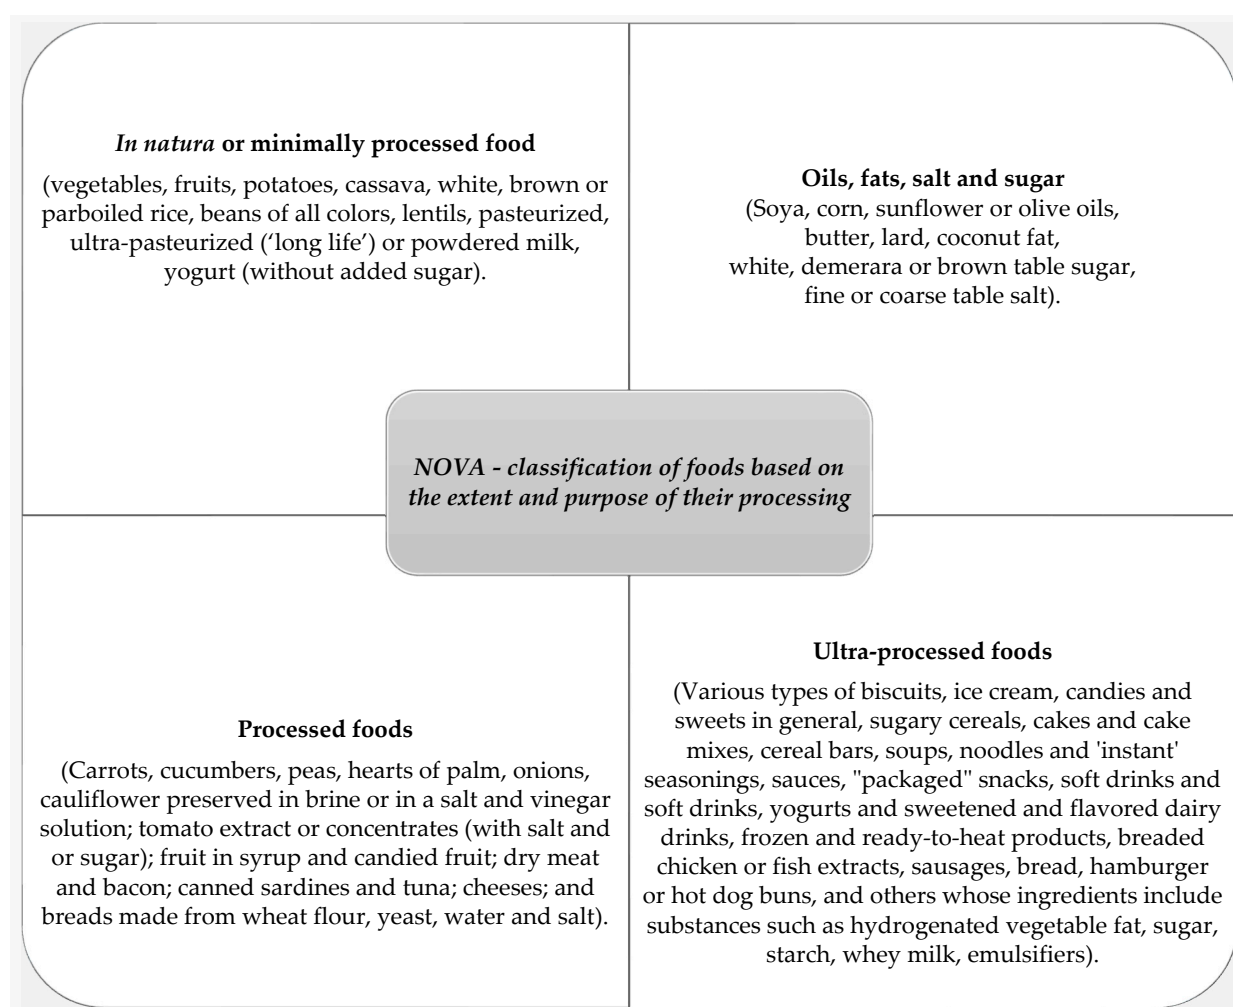 In natura or minimally processed food
(vegetables, fruits, potatoes, cassava, white, brown or
parboiled rice, beans of all colors, lentils, pasteurized,
ultra-pasteurized (‘long life’) or powdered milk,
yogurt (without added sugar).
Oils, fats, salt and sugar
(Soya, corn, sunflower or olive oils,
butter, lard, coconut fat,
white, demerara or brown table sugar,
fine or coarse table salt).
NOVA - classification of foods based on
the extent and purpose of their processing
Processed foods
(Carrots, cucumbers, peas, hearts of palm, onions,
cauliflower preserved in brine or in a salt and vinegar
solution; tomato extract or concentrates (with salt and
or sugar); fruit in syrup and candied fruit; dry meat
and bacon; canned sardines and tuna; cheeses; and
breads made from wheat flour, yeast, water and salt).
Ultra-processed foods
(Various types of biscuits, ice cream, candies and
sweets in general, sugary cereals, cakes and cake
mixes, cereal bars, soups, noodles and 'instant'
seasonings, sauces, "packaged" snacks, soft drinks and
soft drinks, yogurts and sweetened and flavored dairy
drinks, frozen and ready-to-heat products, breaded
chicken or fish extracts, sausages, bread, hamburger
or hot dog buns, and others whose ingredients include
substances such as hydrogenated vegetable fat, sugar,
starch, whey milk, emulsifiers).